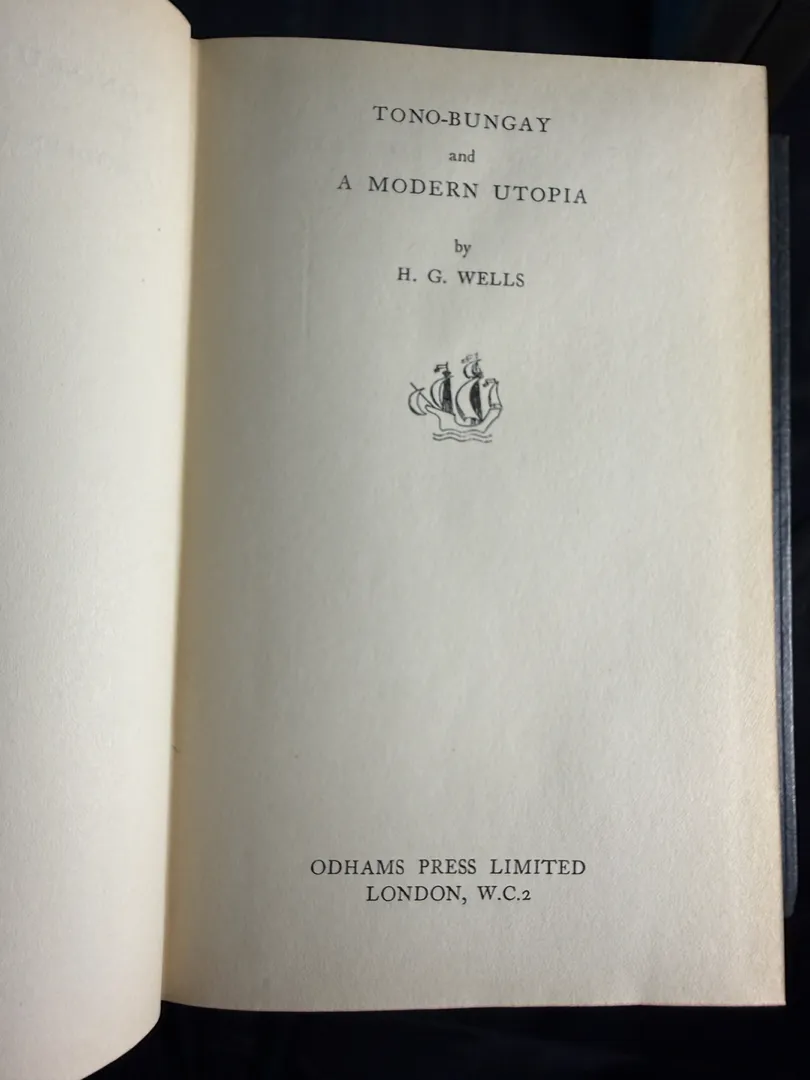 TONO-BUNGAY
and
A MODERN UTOPIA
by
H. G. WELLS
ODHAMS PRESS LIMITED
LONDON, W.C.2